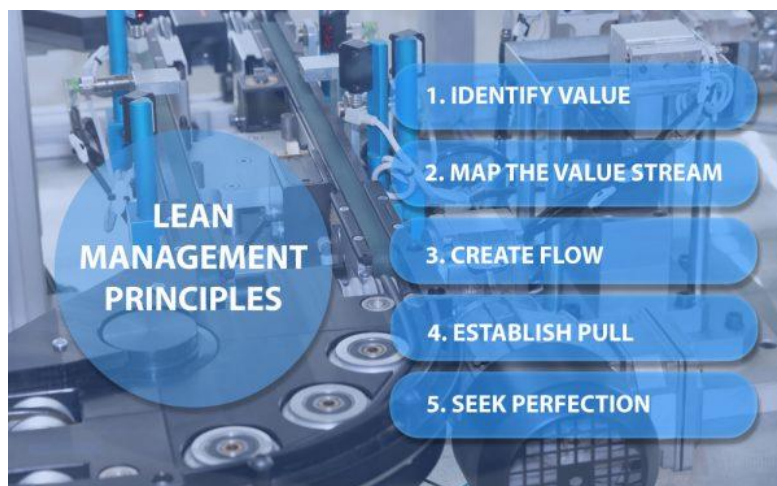 LEAN
MANAGEMENT
PRINCIPLES
1. IDENTIFY VALUE
2. MAP THE VALUE STREAM
3. CREATE FLOW
4. ESTABLISH PULL
5. SEEK PERFECTION